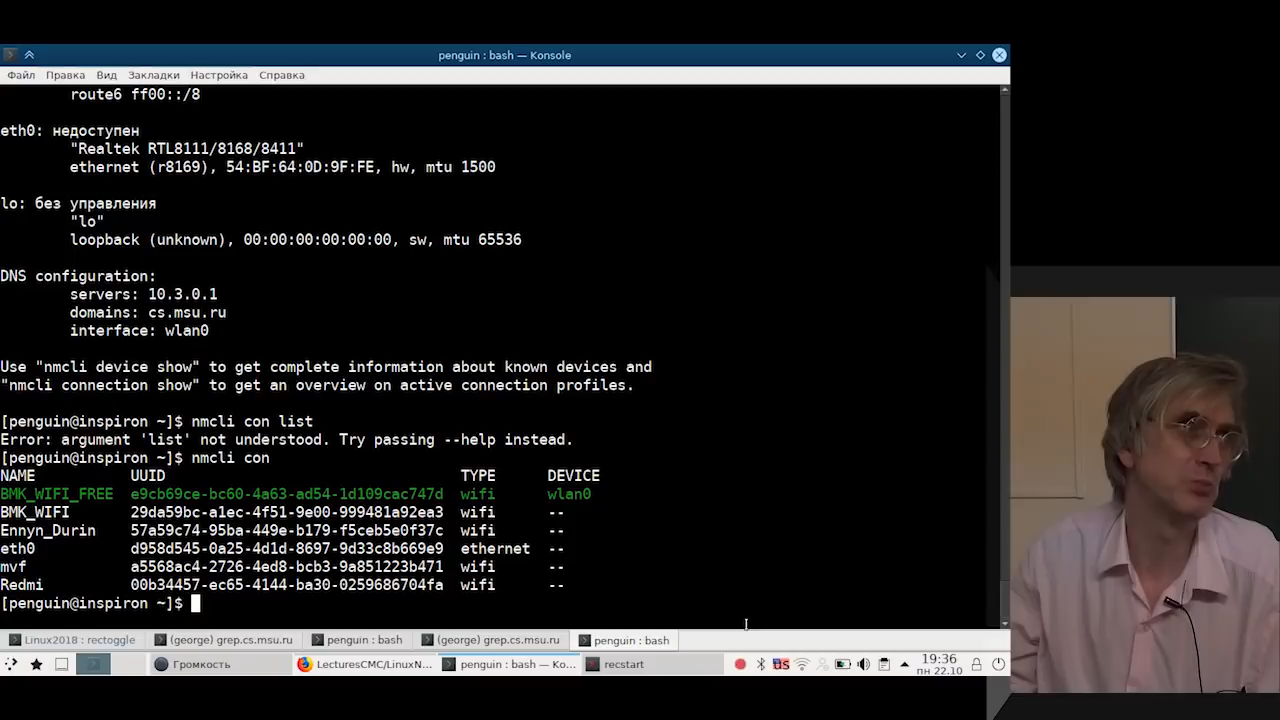 penguin : bash — Konsole
Файл Правка Вид Закладки Настройка Справка
route6 ff00::/8
eth0: недоступен
"Realtek RTL8111/8168/8411"
ethernet (r8169), 54:BF:64:0D:9F:FE, hw, mtu 1500
lo: без управления
"lo"
loopback (unknown), 00:00:00:00:00:00, sw, mtu 65536
DNS configuration:
servers: 10.3.0.1
domains: cs.msu.ru
interface: wlan0
Use "nmcli device show" to get complete information about known devices and
"nmcli connection show" to get an overview on active connection profiles.
[penguin@inspiron ~]$ nmcli con list
Error: argument 'list' not understood. Try passing --help instead.
[penguin@inspiron ~]$ nmcli con
NAME UUID TYPE DEVICE
BMK_WIFI_FREE e9cb69ce-bc60-4a63-ad54-1d109cac747d wifi wlan0
BMK_WIFI 29da59bc-a1ec-4f51-9e00-999481a92ea3 wifi --
Ennyn_Durin 57a59c74-95ba-449e-b179-f5ceb5e0f37c wifi --
eth0 d958d545-0a25-4d1d-8697-9d33c8b669e9 ethernet --
mvf a5568ac4-2726-4ed8-bcb3-9a851223b471 wifi --
Redmi 00b34457-ec65-4144-ba30-0259686704fa wifi --
[penguin@inspiron ~]$
Linux2018 : rectoggle (george) grep.cs.msu.ru penguin : bash (george) grep.cs.msu.ru penguin : bash
Громкость LecturesCMC/LinuxN... penguin : bash — Ko... recstart US 19:36
пн 22.10